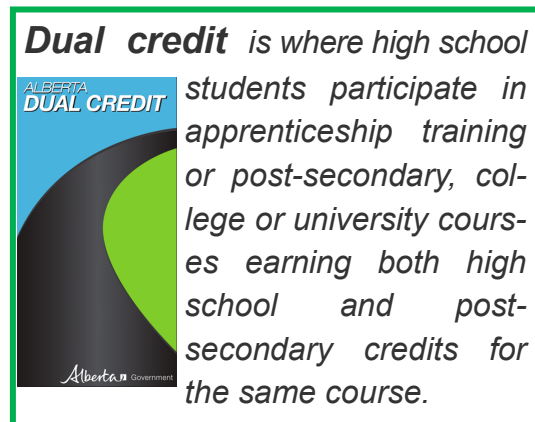 Dual credit is where high school
ALBERTA
DUAL CREDIT
Alberta Government
students participate in
apprenticeship training
or post-secondary, col-
lege or university cours-
es earning both high
school and post-
secondary credits for
the same course.